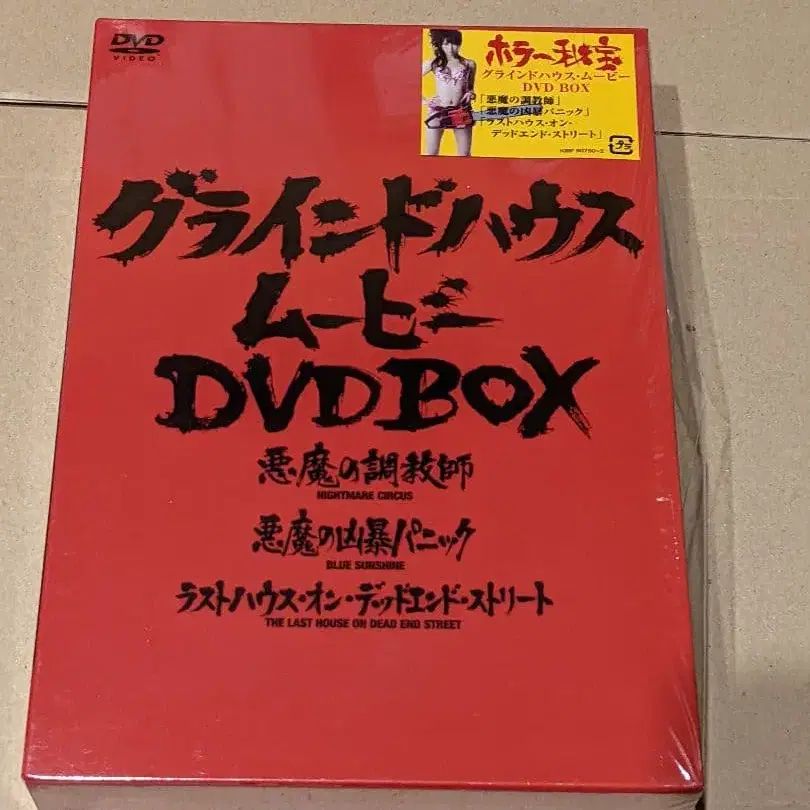 DVD
VIDEO
ホラー秘宝
グラインドハウス・ムービー
DVD BOX
「悪魔の調教師」
「悪魔の凶暴パニック」
「ラストハウス・オン・
デッドエンド・ストリート」
グラインドハウス
ムービー
DVD BOX
悪魔の調教師
NIGHTMARE CIRCUS
悪魔の凶暴パニック
BLUE SUNSHINE
ラストハウス・オン・デッドエンド・ストリート
THE LAST HOUSE ON DEAD END STREET